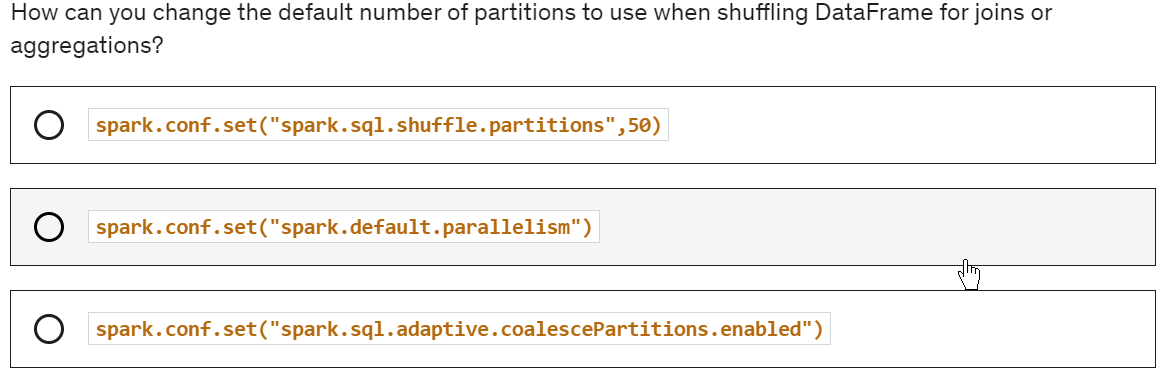 How can you change the default number of partitions to use when shuffling DataFrame for joins or
aggregations?
spark.conf.set("spark.sql.shuffle.partitions",50)
spark.conf.set("spark.default.parallelism")
spark.conf.set("spark.sql.adaptive.coalescePartitions.enabled")